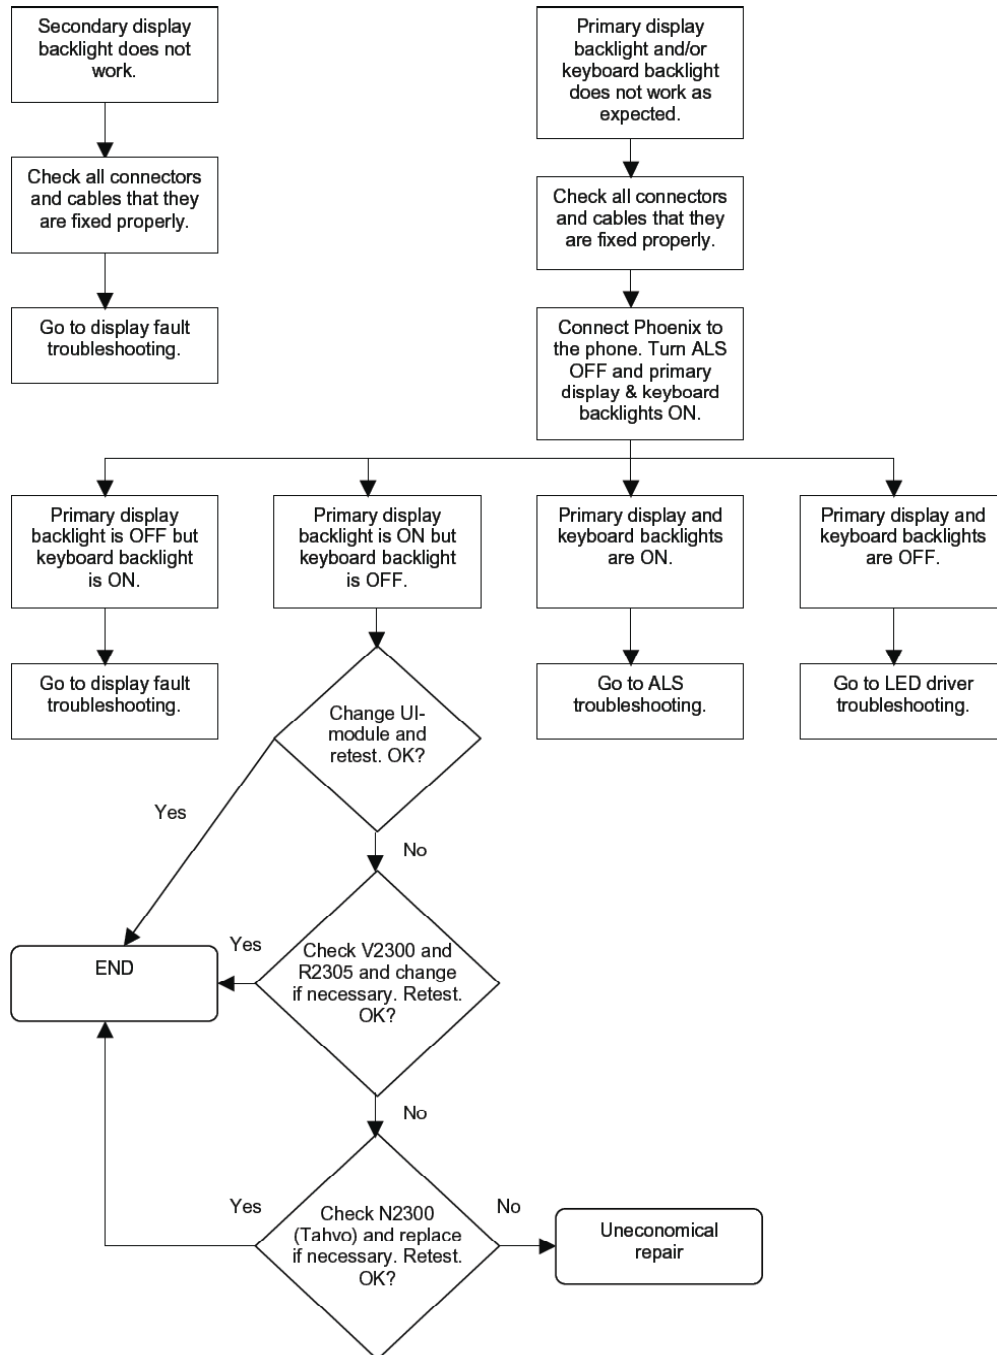 Secondary display
backlight does not
work.
Primary display
backlight and/or
keyboard backlight
does not work as
expected.
Check all connectors
and cables that they
are fixed properly.
Check all connectors
and cables that they
are fixed properly.
Go to display fault
troubleshooting.
Connect Phoenix to
the phone. Turn ALS
OFF and primary
display & keyboard
backlights ON.
Primary display
backlight is OFF but
keyboard backlight
is ON.
Primary display
backlight is ON but
keyboard backlight
is OFF.
Primary display and
keyboard backlights
are ON.
Primary display and
keyboard backlights
are OFF.
Go to display fault
troubleshooting.
Go to ALS
troubleshooting.
Go to LED driver
troubleshooting.
Change UI-
module and
retest. OK?
Yes
No
END
Yes
Check V2300 and
R2305 and change
if necessary. Retest.
OK?
No
Yes
Check N2300
(Tahvo) and replace
if necessary. Retest.
OK?
No
Uneconomical
repair